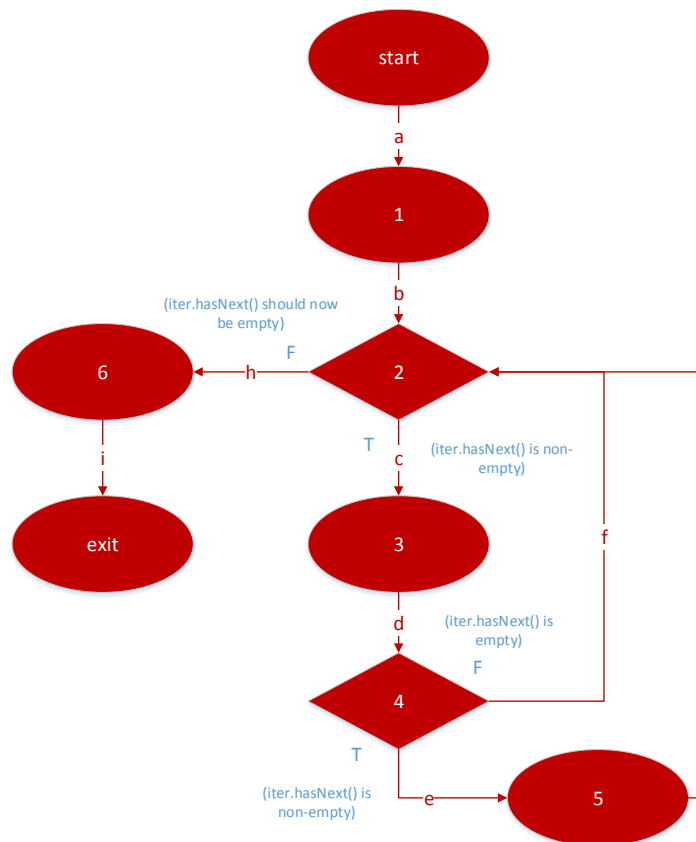 start
a
1
b
(iter.hasNext() should now
be empty)
F
6
h
2
T
c
(iter.hasNext() is non-
empty)
i
exit
3
f
d
(iter.hasNext() is
empty)
F
4
T
(iter.hasNext() is
non-empty)
e
5